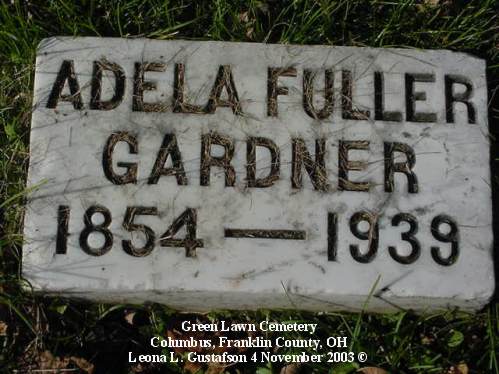 ADELA FULLER
GARDNER
1854 — 1939
Green Lawn Cemetery
Columbus, Franklin County, OH
Leona L. Gustafson 4 November 2003 ©